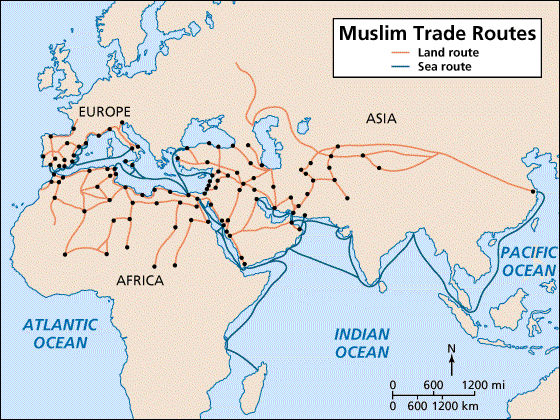 Muslim Trade Routes
Land route
Sea route
EUROPE
ASIA
AFRICA
PACIFIC
OCEAN
ATLANTIC
OCEAN
INDIAN
OCEAN
N
0 600 1200 mi
0 600 1200 km